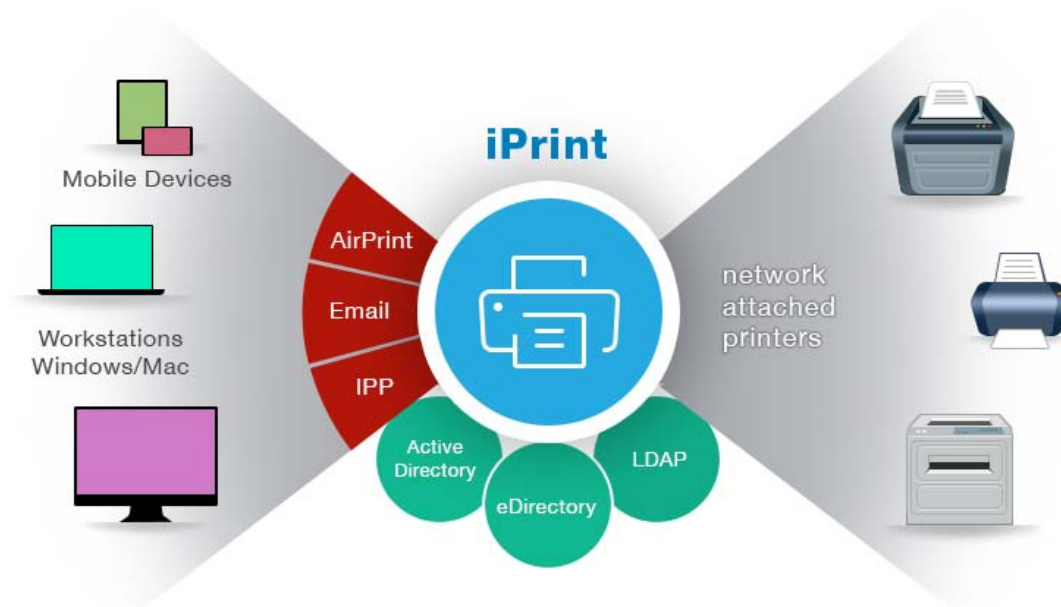 iPrint
Mobile Devices
Workstations
Windows/Mac
AirPrint
Email
IPP
Active
Directory
eDirectory
LDAP
network
attached
printers